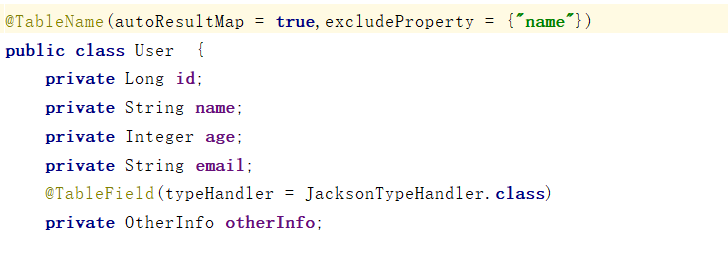 @TableName(autoResultMap = true,excludeProperty = {"name"})
public class User  {
    private Long id;
    private String name;
    private Integer age;
    private String email;
    @TableField(typeHandler = JacksonTypeHandler.class)
    private OtherInfo otherInfo;